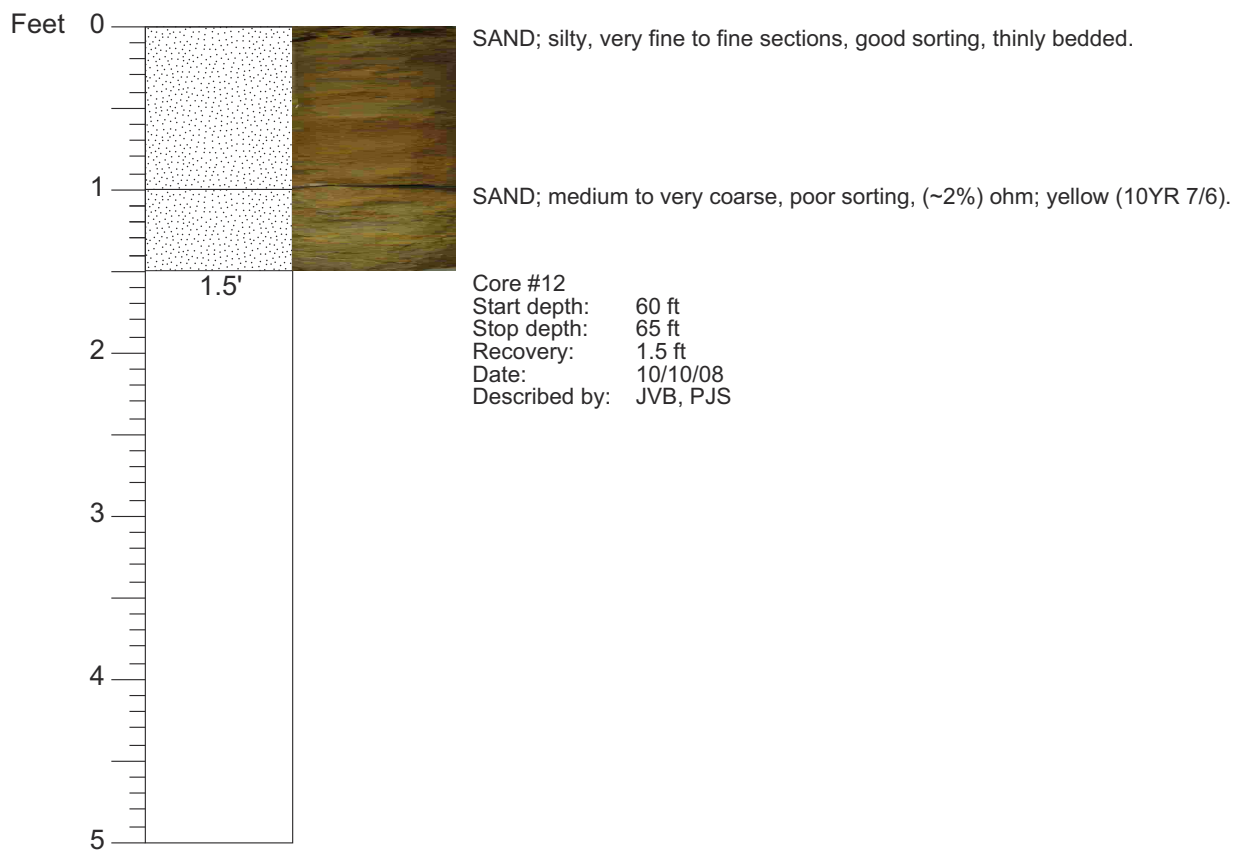 Feet 0
SAND; silty, very fine to fine sections, good sorting, thinly bedded.
1
SAND; medium to very coarse, poor sorting, (~2%) ohm; yellow (10YR 7/6).
1.5'
Core #12
Start depth: 60 ft
Stop depth: 65 ft
Recovery: 1.5 ft
Date: 10/10/08
Described by: JVB, PJS
2
3
4
5